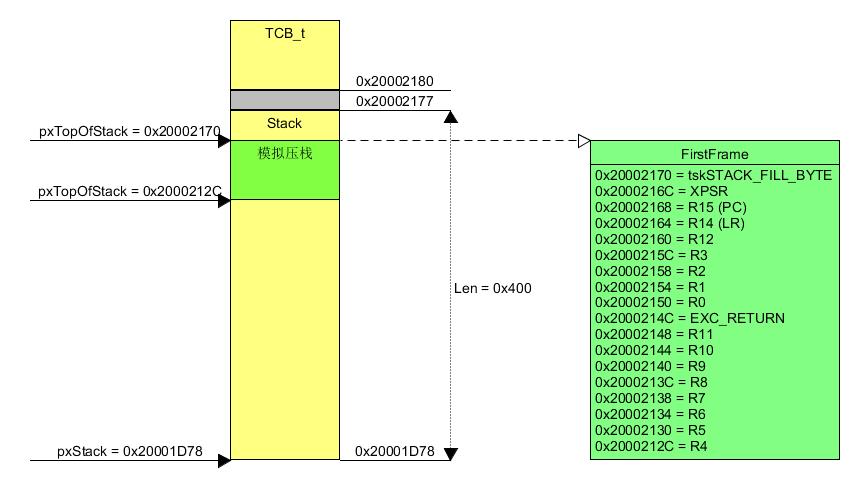 TCB_t
0x20002180
0x20002177
Stack
pxTopOfStack = 0x20002170
模拟压栈
pxTopOfStack = 0x2000212C
Len = 0x400
pxStack = 0x20001D78
0x20001D78
FirstFrame
0x20002170 = tskSTACK_FILL_BYTE
0x2000216C = XPSR
0x20002168 = R15 (PC)
0x20002164 = R14 (LR)
0x20002160 = R12
0x2000215C = R3
0x20002158 = R2
0x20002154 = R1
0x20002150 = R0
0x2000214C = EXC_RETURN
0x20002148 = R11
0x20002144 = R10
0x20002140 = R9
0x2000213C = R8
0x20002138 = R7
0x20002134 = R6
0x20002130 = R5
0x2000212C = R4